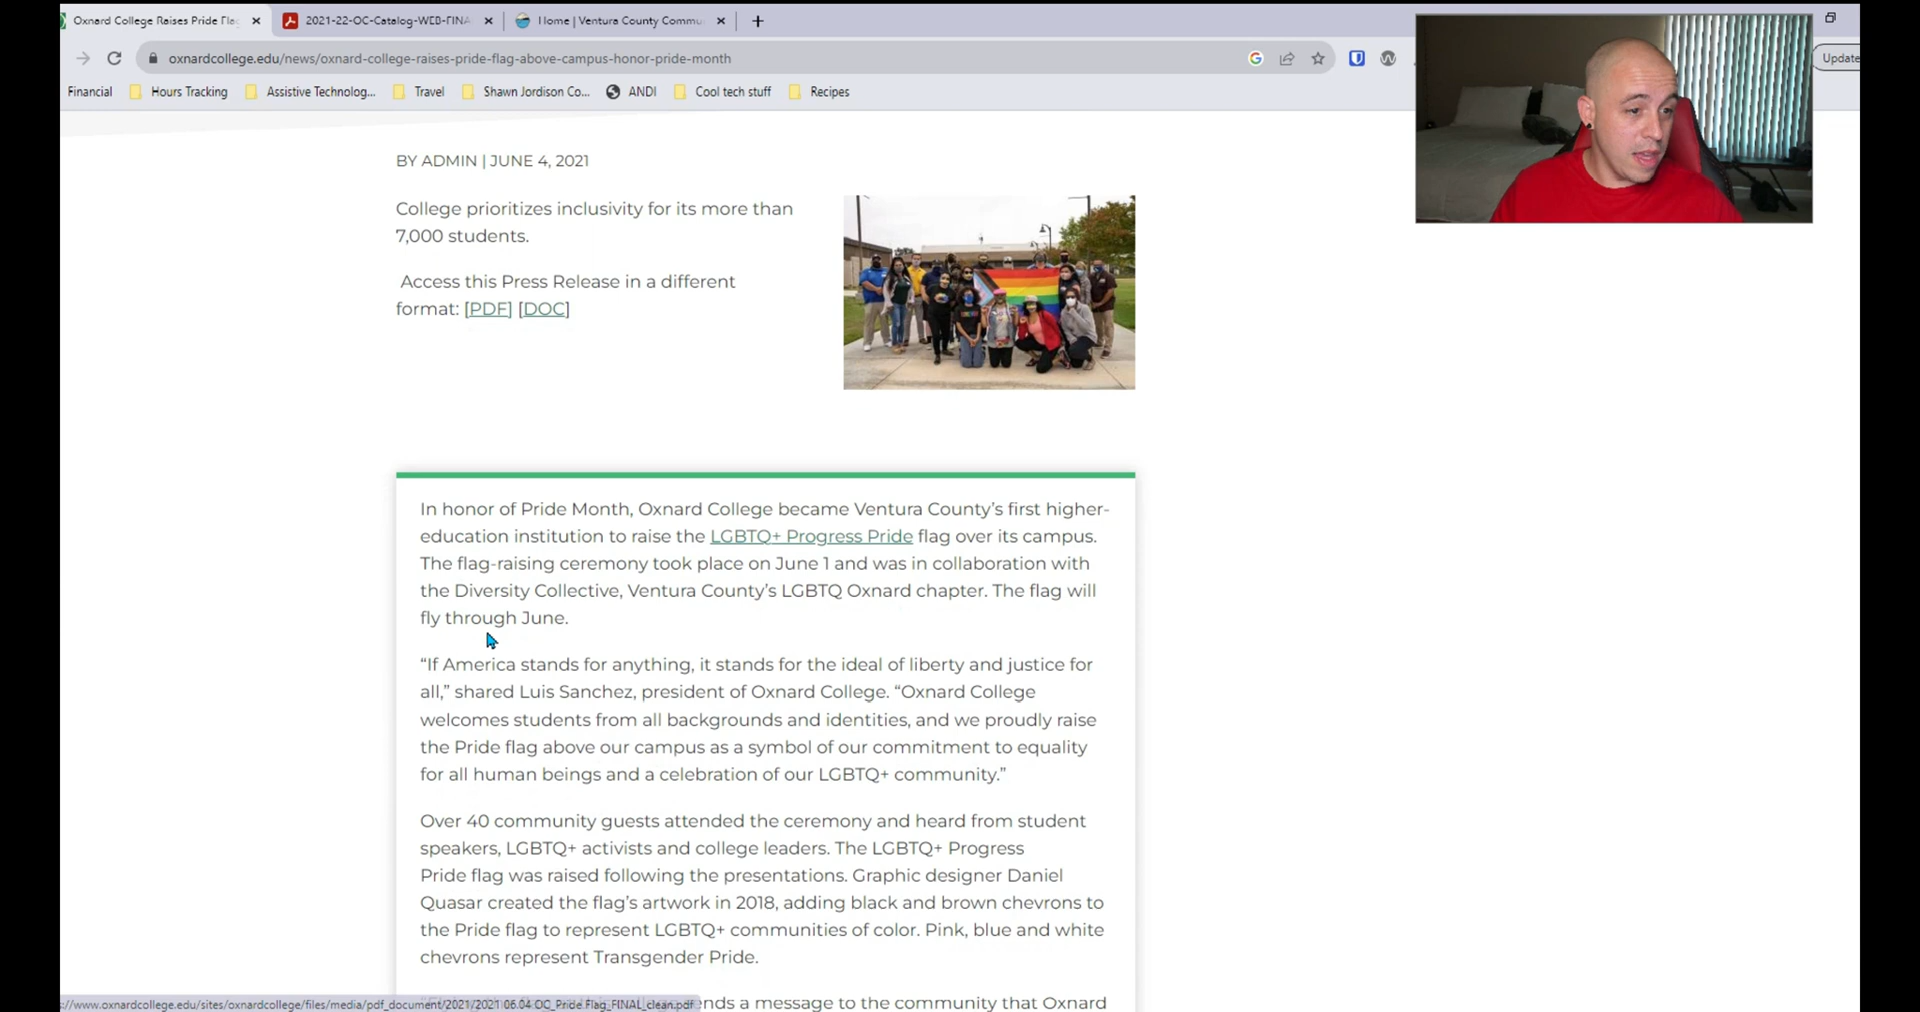 Oxnard College Raises Pride Flag
2021-22-OC-Catalog-WEB-FINA
Home | Ventura County Commu
oxnardcollege.edu/news/oxnard-college-raises-pride-flag-above-campus-honor-pride-month
Update
Financial
Hours Tracking
Assistive Technolog...
Travel
Shawn Jordison Co...
ANDI
Cool tech stuff
Recipes
BY ADMIN | JUNE 4, 2021
College prioritizes inclusivity for its more than
7,000 students.
Access this Press Release in a different
format: [PDF] [DOC]
In honor of Pride Month, Oxnard College became Ventura County’s first higher-
education institution to raise the LGBTQ+ Progress Pride flag over its campus.
The flag-raising ceremony took place on June 1 and was in collaboration with
the Diversity Collective, Ventura County’s LGBTQ Oxnard chapter. The flag will
fly through June.
“If America stands for anything, it stands for the ideal of liberty and justice for
all,” shared Luis Sanchez, president of Oxnard College. “Oxnard College
welcomes students from all backgrounds and identities, and we proudly raise
the Pride flag above our campus as a symbol of our commitment to equality
for all human beings and a celebration of our LGBTQ+ community.”
Over 40 community guests attended the ceremony and heard from student
speakers, LGBTQ+ activists and college leaders. The LGBTQ+ Progress
Pride flag was raised following the presentations. Graphic designer Daniel
Quasar created the flag’s artwork in 2018, adding black and brown chevrons to
the Pride flag to represent LGBTQ+ communities of color. Pink, blue and white
chevrons represent Transgender Pride.
ends a message to the community that Oxnard
://www.oxnardcollege.edu/sites/oxnardcollege/files/media/pdf_document/2021/2021 06.04 OC_Pride Flag_FINAL_clean.pdf